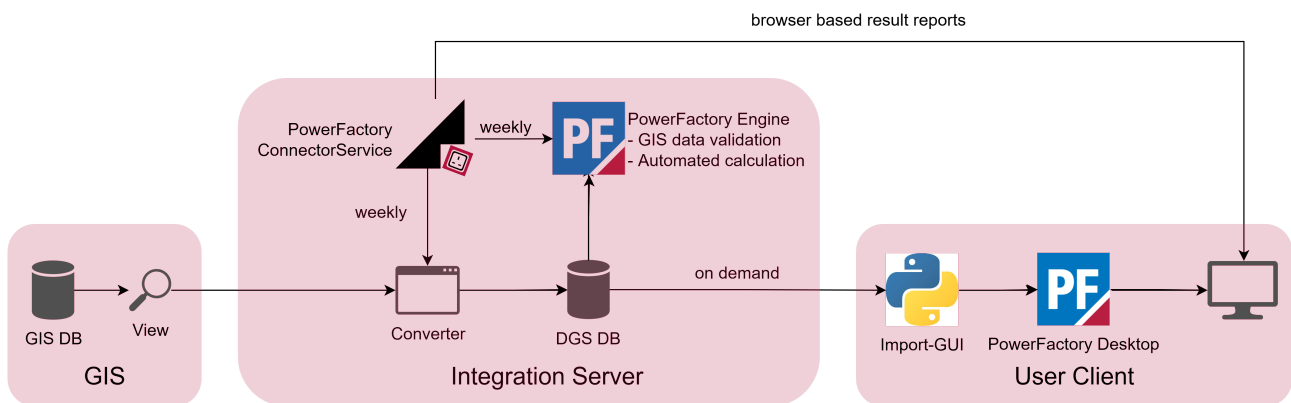 browser based result reports
PowerFactory
ConnectorService
weekly
PF
PowerFactory Engine
- GIS data validation
- Automated calculation
weekly
GIS DB
View
Converter
DGS DB
on demand
Import-GUI
PF
PowerFactory Desktop
GIS
Integration Server
User Client